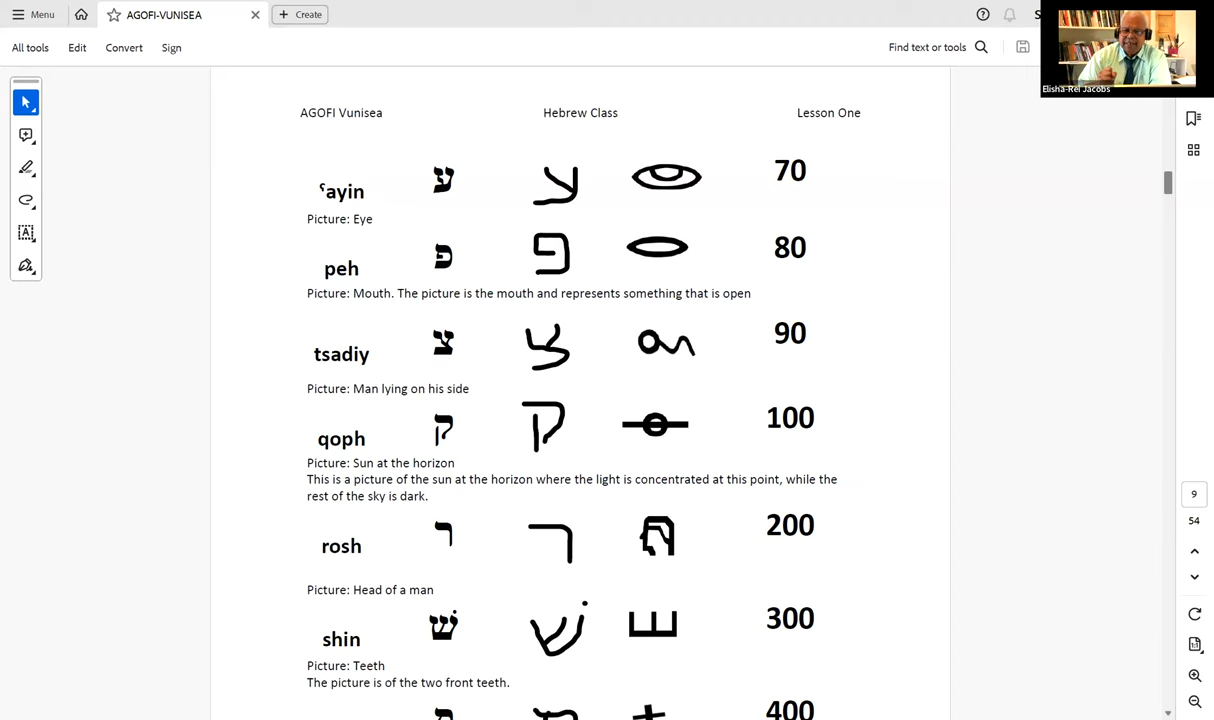 Menu
AGOFI-VUNISEA
Create
All tools Edit Convert Sign
Find text or tools
Elisha-Rei Jacobs
AGOFI Vunisea Hebrew Class Lesson One
ʕayin ע ע 70
Picture: Eye
peh פ פ 80
Picture: Mouth. The picture is the mouth and represents something that is open
tsadiy צ צ 90
Picture: Man lying on his side
qoph ק ק 100
Picture: Sun at the horizon
This is a picture of the sun at the horizon where the light is concentrated at this point, while the
rest of the sky is dark.
rosh ר ר 200
Picture: Head of a man
shin שׁ שׁ 300
Picture: Teeth
The picture is of the two front teeth.
400
9
54